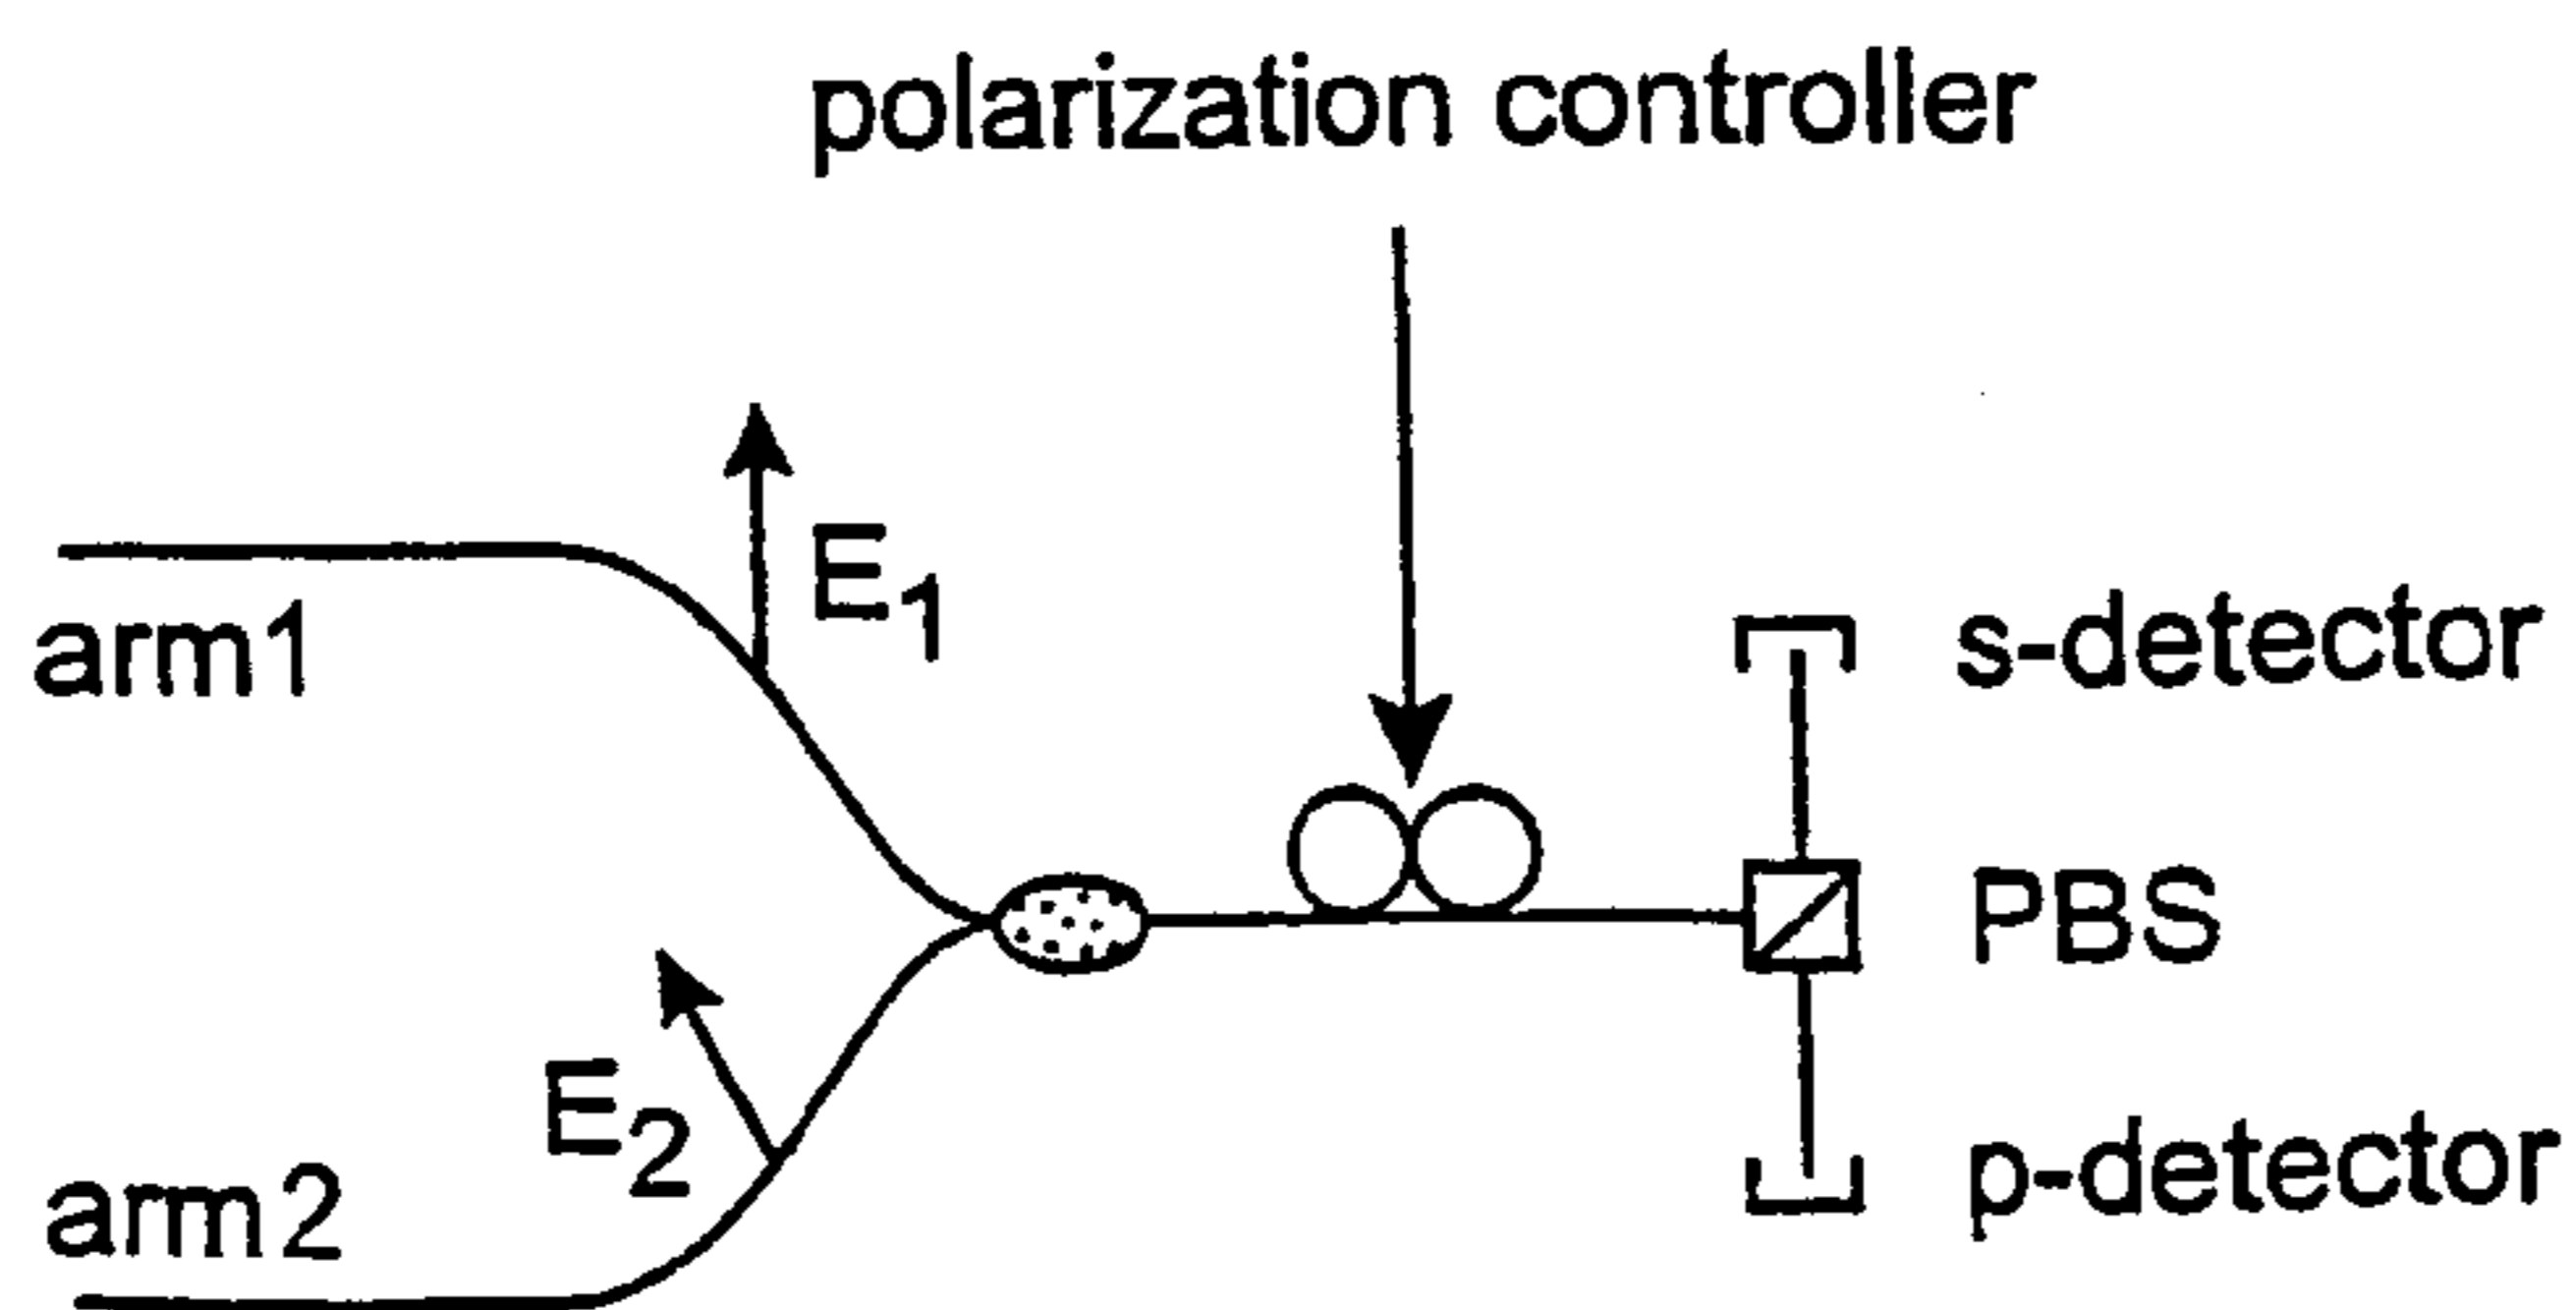 polarization controller
E1
arm1
s-detector
PBS
E2
arm2
p-detector